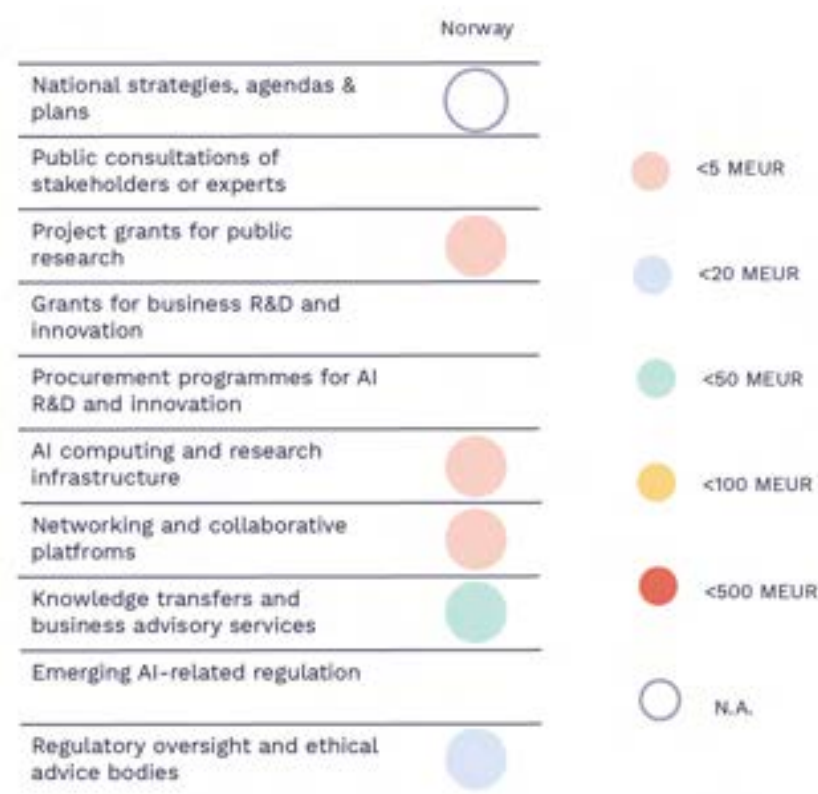 Norway
National strategies, agendas &
plans
Public consultations of
stakeholders or experts
Project grants for public
research
Grants for business R&D and
innovation
Procurement programmes for AI
R&D and innovation
AI computing and research
infrastructure
Networking and collaborative
platfroms
Knowledge transfers and
business advisory services
Emerging AI-related regulation
Regulatory oversight and ethical
advice bodies
<5 MEUR
<20 MEUR
<50 MEUR
<100 MEUR
<500 MEUR
N.A.